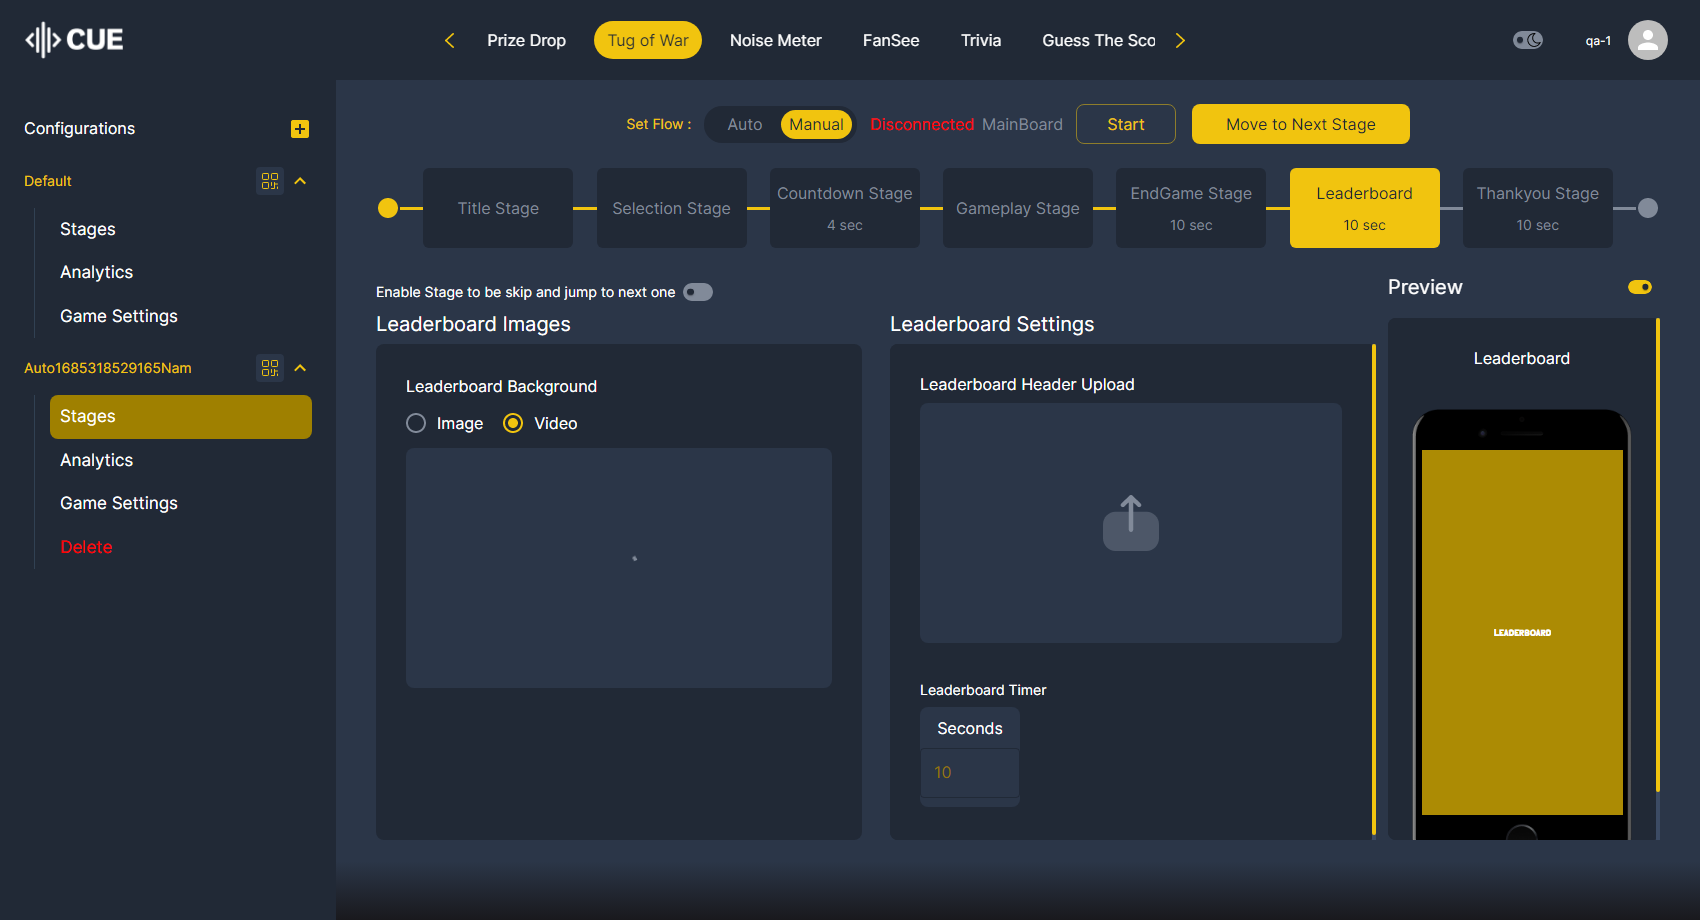 CUE
Prize Drop
Tug of War
Noise Meter
FanSee
Trivia
Guess The Sco
qa-1
Configurations
Default
Stages
Analytics
Game Settings
Auto1685318529165Nam
Stages
Analytics
Game Settings
Delete
Set Flow :
Auto
Manual
Disconnected MainBoard
Start
Move to Next Stage
Title Stage
Selection Stage
Countdown Stage
4 sec
Gameplay Stage
EndGame Stage
10 sec
Leaderboard
10 sec
Thankyou Stage
10 sec
Enable Stage to be skip and jump to next one
Leaderboard Images
Leaderboard Background
Image
Video
Leaderboard Settings
Leaderboard Header Upload
Leaderboard Timer
Seconds
10
Preview
Leaderboard
LEADERBOARD